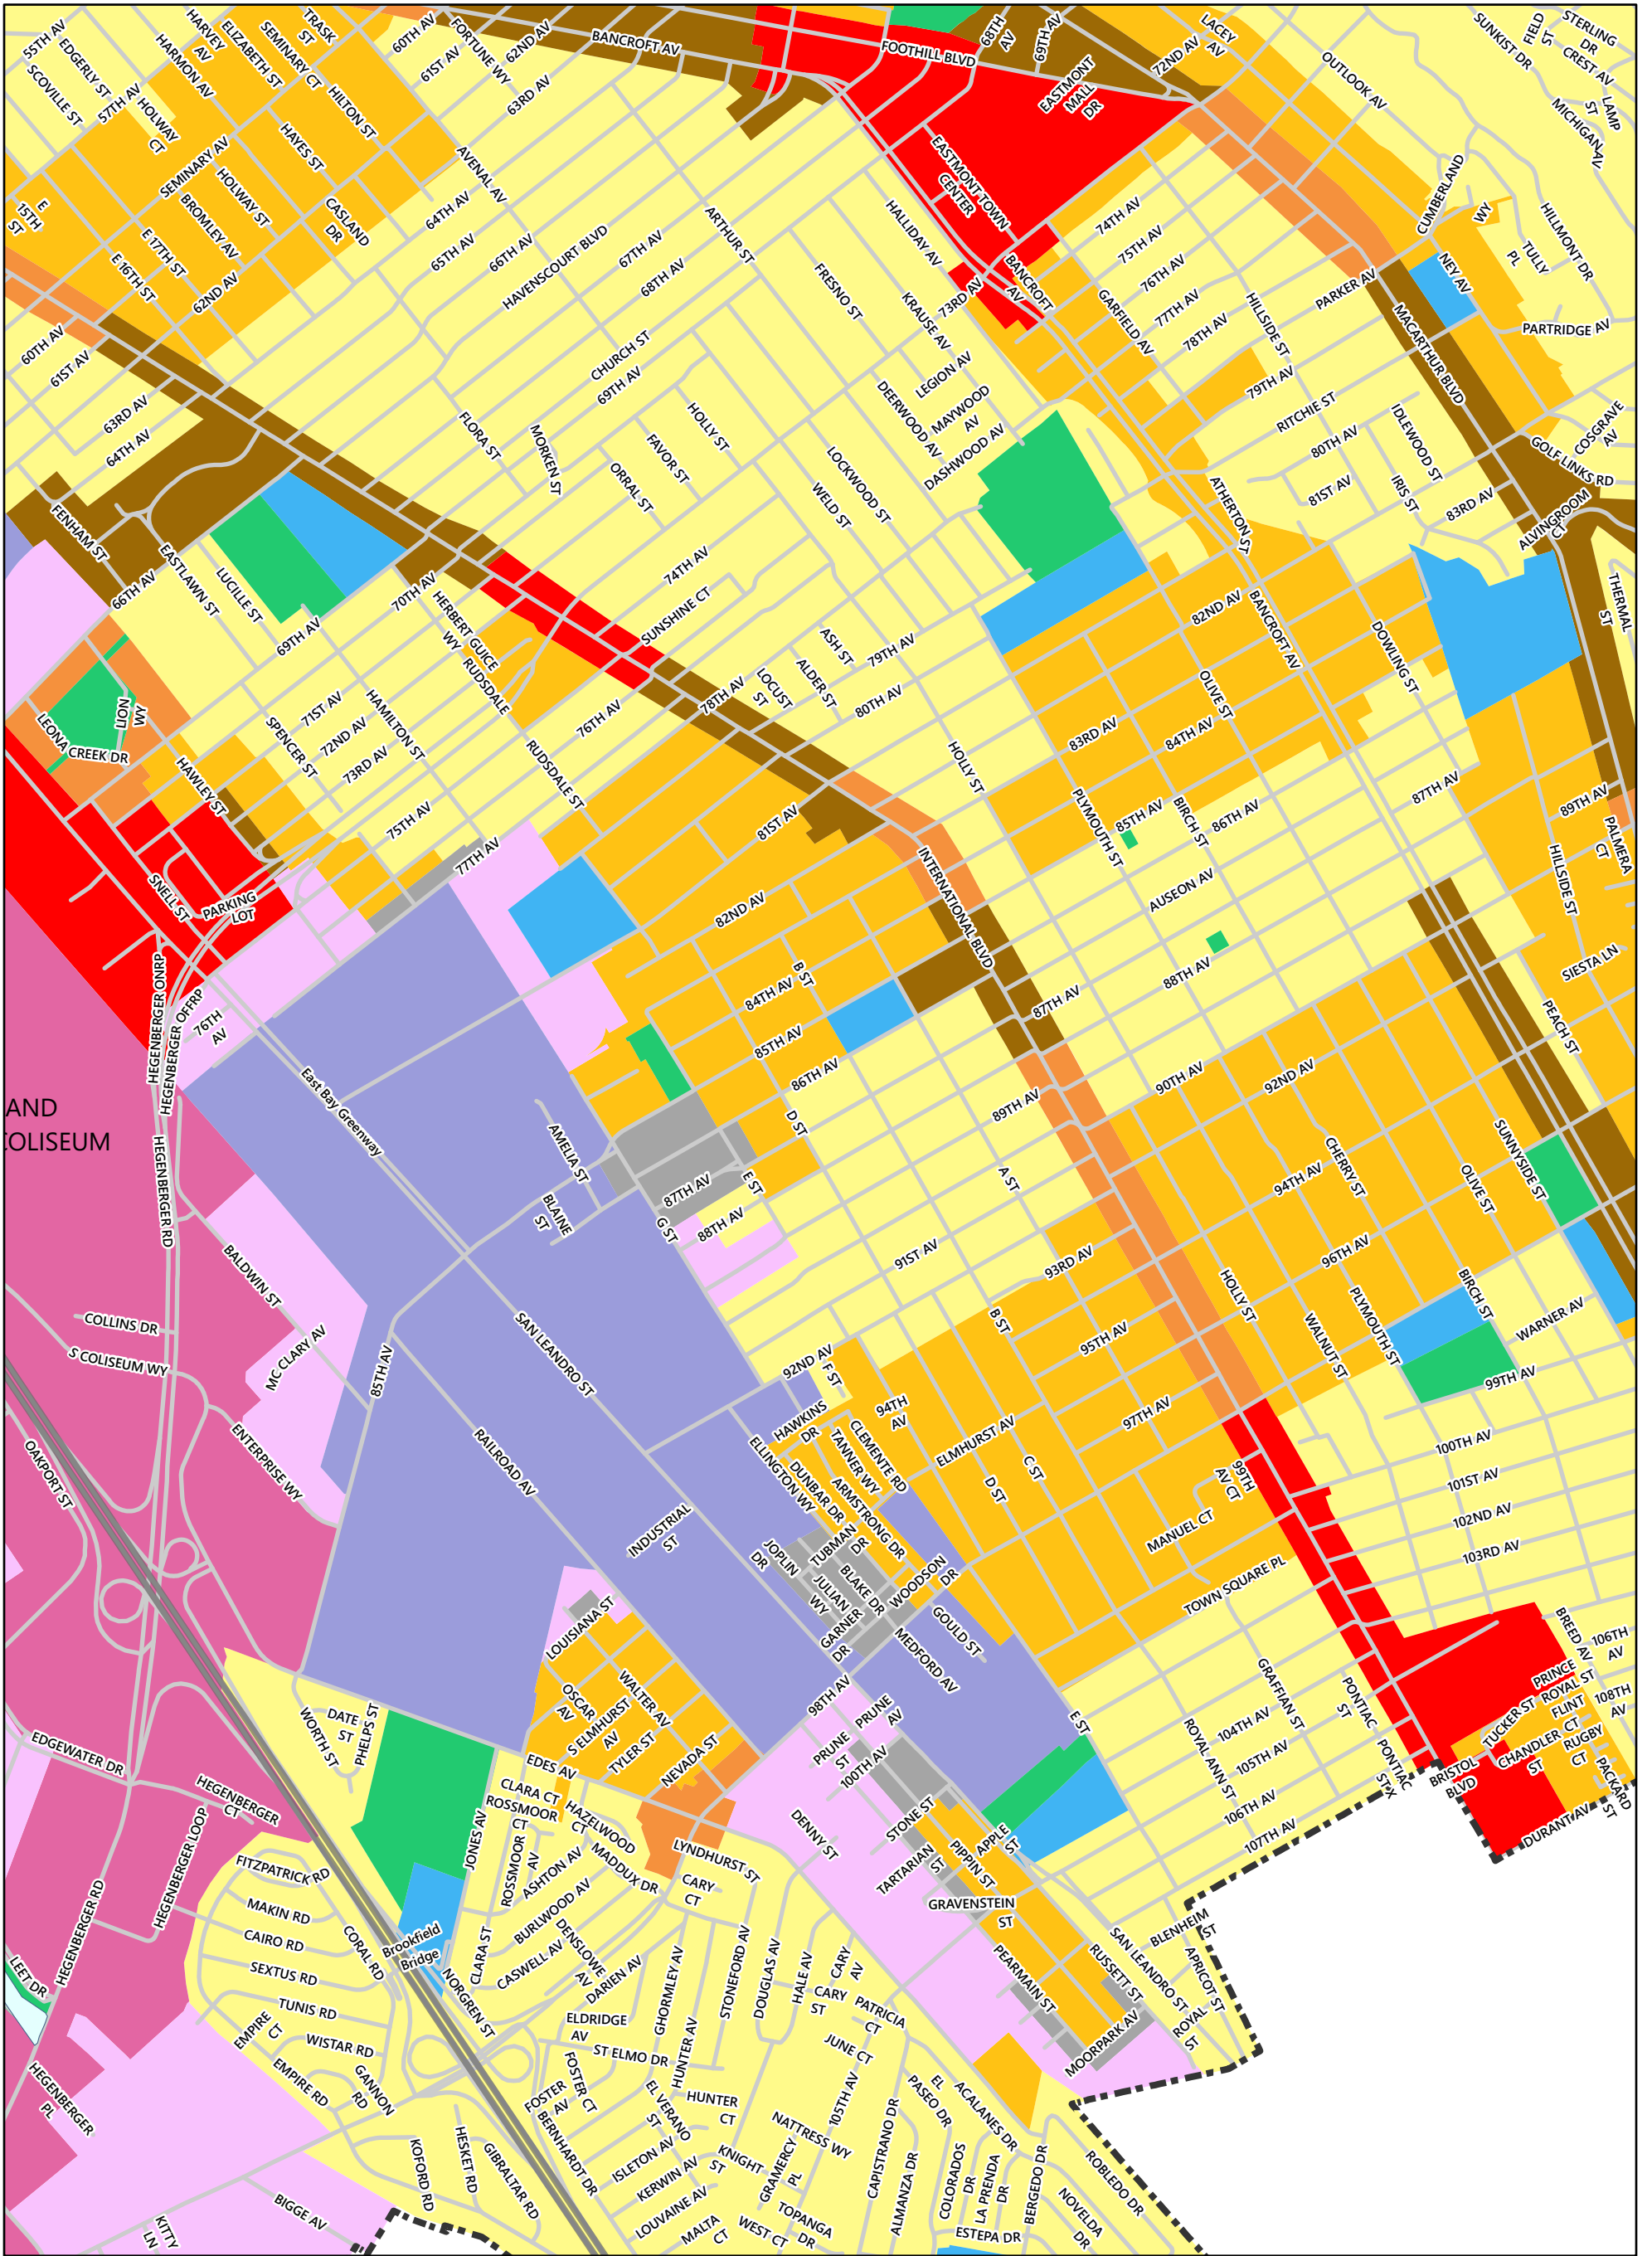 55TH AV
EDGERLY ST
SCOVILLE ST
57TH AV
HOLWAY
CT
HARVEY
AV
HARMON AV
ELIZABETH ST
SEMINARY CT
TRASK
ST
HILTON ST
HAYES ST
60TH AV
61ST AV
FORTUNE WY
62ND AV
63RD AV
BANCROFT AV
FOOTHILL BLVD
68TH
AV
69TH AV
EASTMONT
MALL
DR
72ND AV
LACEY
AV
OUTLOOK AV
SUNKIST DR
FIELD
ST
STERLING
DR
CREST AV
LAMP
ST
MICHIGAN AV
E
15TH
ST
SEMINARY AV
HOLWAY ST
BROMLEY AV
E 17TH ST
E 16TH ST
62ND AV
CASLAND
DR
AVENAL AV
64TH AV
65TH AV
66TH AV
HAVENSCOURT BLVD
67TH AV
68TH AV
ARTHUR ST
EASTMONT TOWN
CENTER
HALLIDAY AV
FRESNO ST
KRAUSE AV
73RD AV
BANCROFT
AV
74TH AV
75TH AV
76TH AV
77TH AV
78TH AV
GARFIELD AV
HILLSIDE ST
PARKER AV
79TH AV
CUMBERLAND
WY
NEY AV
TULLY
PL
HILLMONT DR
PARTRIDGE AV
MACARTHUR BLVD
60TH AV
61ST AV
63RD AV
64TH AV
CHURCH ST
69TH AV
FLORA ST
MORKEN ST
HOLLY ST
FAVOR ST
ORRAL ST
LEGION AV
DEERWOOD AV
MAYWOOD
AV
DASHWOOD AV
LOCKWOOD ST
WELD ST
RITCHIE ST
80TH AV
81ST AV
IDLEWOOD ST
IRIS ST
83RD AV
COSGRAVE
AV
GOLF LINKS RD
ALVINGROOM
CT
ATHERTON ST
FENHAM ST
66TH AV
EASTLAWN ST
LUCILLE ST
69TH AV
70TH AV
HERBERT GUICE
WY
RUDSDALE
74TH AV
SUNSHINE CT
78TH AV
LOCUST
ST
ASH ST
ALDER ST
79TH AV
80TH AV
82ND AV
BANCROFT AV
DOWLING ST
THERMAL
ST
OLIVE ST
83RD AV
84TH AV
LION
WY
LEONA
CREEK DR
71ST AV
72ND AV
73RD AV
SPENCER ST
HAMILTON ST
HAWLEY ST
75TH AV
76TH AV
RUDSDALE ST
77TH AV
81ST AV
82ND AV
HOLLY ST
PLYMOUTH ST
85TH AV
BIRCH ST
86TH AV
87TH AV
89TH AV
PALMERA
CT
HILLSIDE ST
SIESTA LN
SNELL ST
PARKING
LOT
HEGENBERGER ONRP
HEGENBERGER OFFRP
76TH
AV
INTERNATIONAL BLVD
AUSEON AV
88TH AV
87TH AV
B ST
84TH AV
85TH AV
86TH AV
89TH AV
90TH AV
92ND AV
PEACH ST
AND
COLISEUM
East Bay Greenway
HEGENBERGER RD
AMELIA ST
BLAINE
ST
87TH AV
E ST
G ST
88TH AV
D ST
A ST
91ST AV
93RD AV
94TH AV
CHERRY ST
OLIVE ST
SUNNYSIDE ST
96TH AV
BALDWIN ST
COLLINS DR
S COLISEUM WY
MC CLARY AV
85TH AV
SAN LEANDRO ST
ENTERPRISE WY
RAILROAD AV
OAKPORT ST
92ND AV
F ST
B ST
95TH AV
HOLLY ST
WALNUT ST
PLYMOUTH ST
BIRCH ST
WARNER AV
99TH AV
HAWKINS
DR
94TH
AV
CLEMENTE RD
TANNER WY
ELLINGTON WY
DUNBAR DR
ARMSTRONG DR
ELMHURST AV
97TH AV
C ST
D ST
99TH
AV CT
MANUEL CT
100TH AV
101ST AV
102ND AV
103RD AV
INDUSTRIAL
ST
JOPLIN
DR
TUBMAN
DR
BLAKE DR
JULIAN
WY
GARNER
DR
WOODSON
DR
GOULD ST
MEDFORD AV
TOWN SQUARE PL
LOUISIANA ST
OSCAR
AV
WALTER AV
S ELMHURST
AV
TYLER ST
NEVADA ST
98TH AV
PRUNE
AV
PRUNE
ST
100TH AV
E ST
GRAFFIAN ST
PONTIAC
ST
ROYAL ANN ST
104TH AV
105TH AV
106TH AV
107TH AV
PONTIAC
ST X
BREED AV
106TH
AV
PRINCE
ROYAL ST
FLINT
CT
TUCKER ST
108TH
AV
CHANDLER
ST
RUGBY
CT
PACKARD
ST
BRISTOL
BLVD
DURANT AV
WORTH ST
DATE
ST
PHELPS ST
EDGEWATER DR
HEGENBERGER
CT
HEGENBERGER LOOP
EDES AV
CLARA CT
ROSSMOOR
CT
HAZELWOOD
CT
JONES AV
ROSSMOOR
AV
ASHTON AV
MADDUX DR
LYNDHURST ST
DENNY ST
STONE ST
TARTARIAN
ST
PIPPIN ST
APPLE
ST
GRAVENSTEIN
ST
FITZPATRICK RD
MAKIN RD
CAIRO RD
SEXTUS RD
TUNIS RD
WISTAR RD
EMPIRE
CT
EMPIRE RD
GANNON
RD
CORAL RD
Brookfield
Bridge
NORGREN ST
CLARA ST
BURLWOOD AV
CASWELL AV
DENSLOWE
AV
DARIEN AV
CARY
CT
ELDRIDGE
AV
ST ELMO DR
GHORMLEY AV
HUNTER AV
STONEFORD AV
DOUGLAS AV
HALE AV
CARY
AV
CARY
ST
PATRICIA
CT
JUNE CT
PEARMAIN ST
RUSSETT ST
SAN LEANDRO ST
BLENHEIM
ST
APRICOT ST
ROYAL
ST
MOORPARK AV
HEGENBERGER RD
LEET DR
HEGENBERGER
PL
KITTY
LN
BIGGE AV
KOFORD RD
HESKET RD
GIBRALTAR RD
FOSTER
AV
FOSTER CT
BERNHARDT DR
EL VERANO
ST
HUNTER
CT
ISLETON AV
KERWIN AV
LOUVAINE AV
MALTA
CT
KNIGHT
ST
WEST CT
GRAMERCY
PL
TOPANGA
DR
NATTRESS WY
105TH AV
CAPISTRANO DR
ALMANZA DR
EL
PASEO DR
ACALANES DR
COLORADOS
DR
LA PRENDA
DR
BERGEDO DR
ESTEPA DR
NOVELDA
DR
ROBLEDO DR